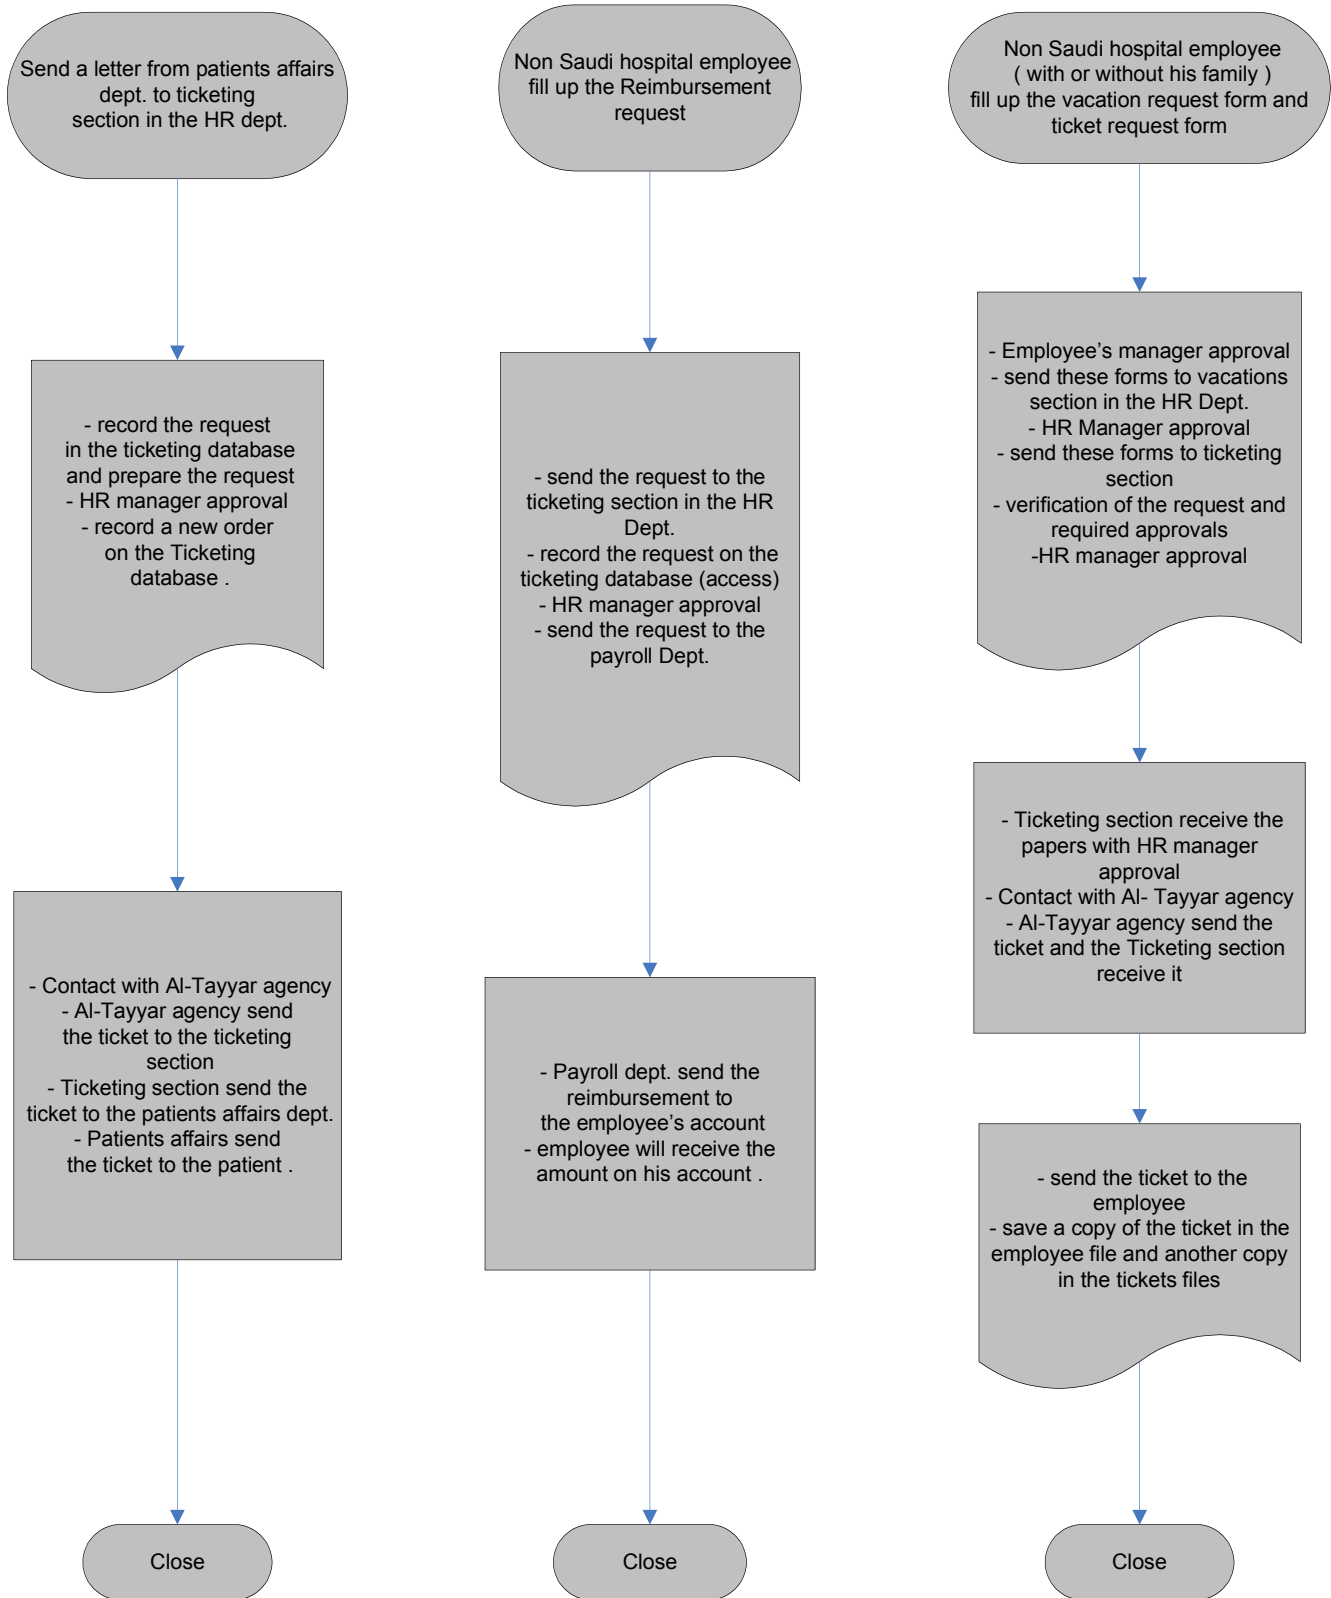 Send a letter from patients affairs
dept. to ticketing
section in the HR dept.
- record the request
in the ticketing database
and prepare the request
- HR manager approval
- record a new order
on the Ticketing
database .
- Contact with Al-Tayyar agency
- Al-Tayyar agency send
the ticket to the ticketing
section
- Ticketing section send the
ticket to the patients affairs dept.
- Patients affairs send
the ticket to the patient .
Close
Non Saudi hospital employee
fill up the Reimbursement
request
- send the request to the
ticketing section in the HR
Dept.
- record the request on the
ticketing database (access)
- HR manager approval
- send the request to the
payroll Dept.
- Payroll dept. send the
reimbursement to
the employee's account
- employee will receive the
amount on his account .
Close
Non Saudi hospital employee
( with or without his family )
fill up the vacation request form and
ticket request form
- Employee's manager approval
- send these forms to vacations
section in the HR Dept.
- HR Manager approval
- send these forms to ticketing
section
- verification of the request and
required approvals
-HR manager approval
- Ticketing section receive the
papers with HR manager
approval
- Contact with Al- Tayyar agency
- Al-Tayyar agency send the
ticket and the Ticketing section
receive it
- send the ticket to the
employee
- save a copy of the ticket in the
employee file and another copy
in the tickets files
Close